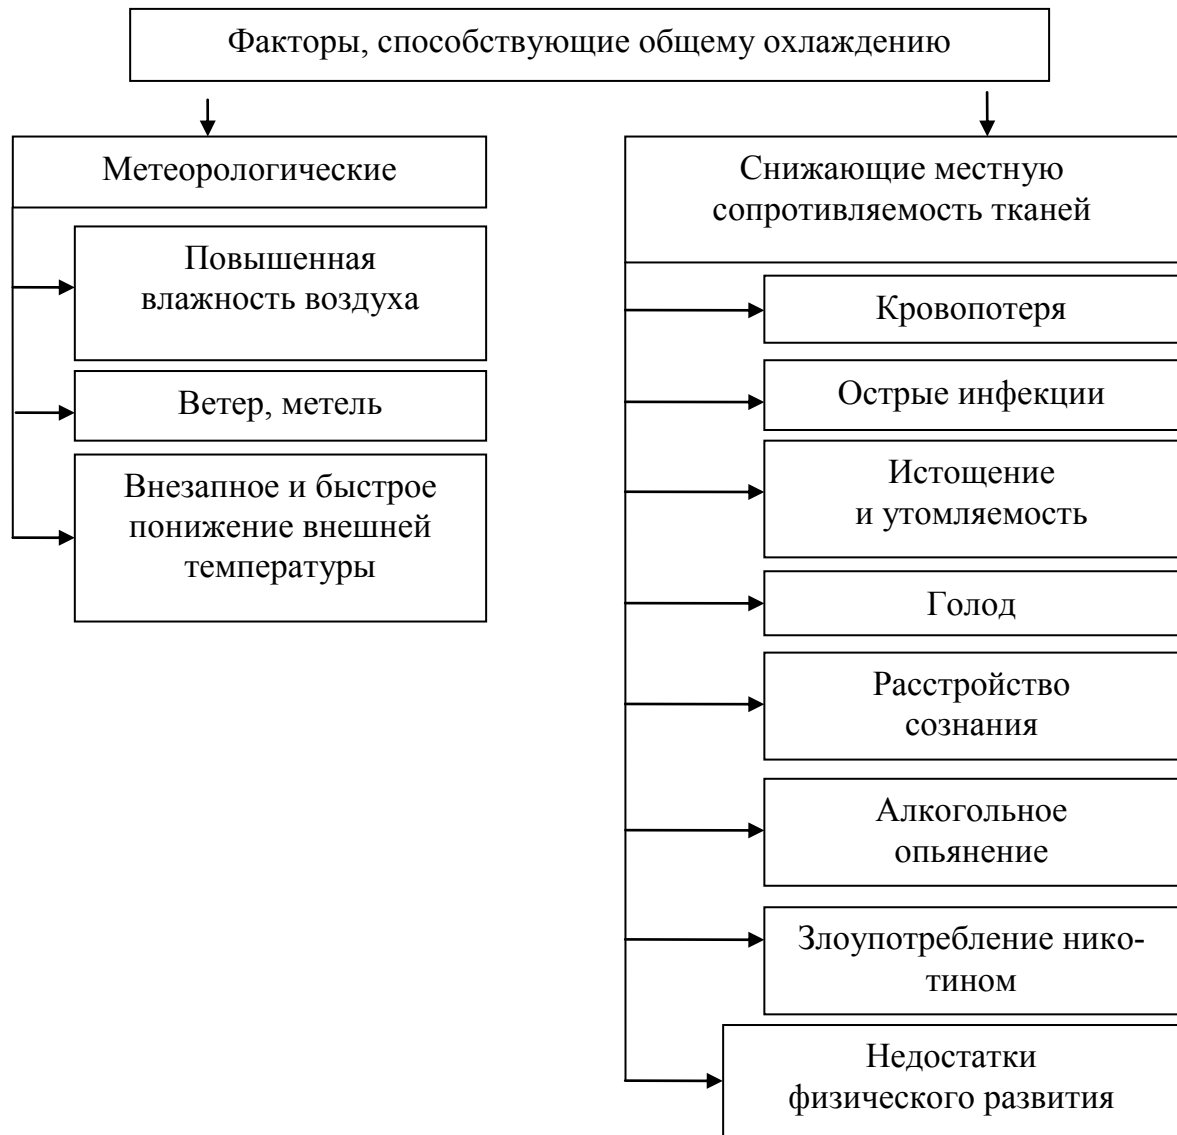 Факторы, способствующие общему охлаждению
Метеорологические
Повышенная
влажность воздуха
Ветер, метель
Внезапное и быстрое
понижение внешней
температуры
Снижающие местную
сопротивляемость тканей
Кровопотеря
Острые инфекции
Истощение
и утомляемость
Голод
Расстройство
сознания
Алкогольное
опьянение
Злоупотребление нико-
тином
Недостатки
физического развития